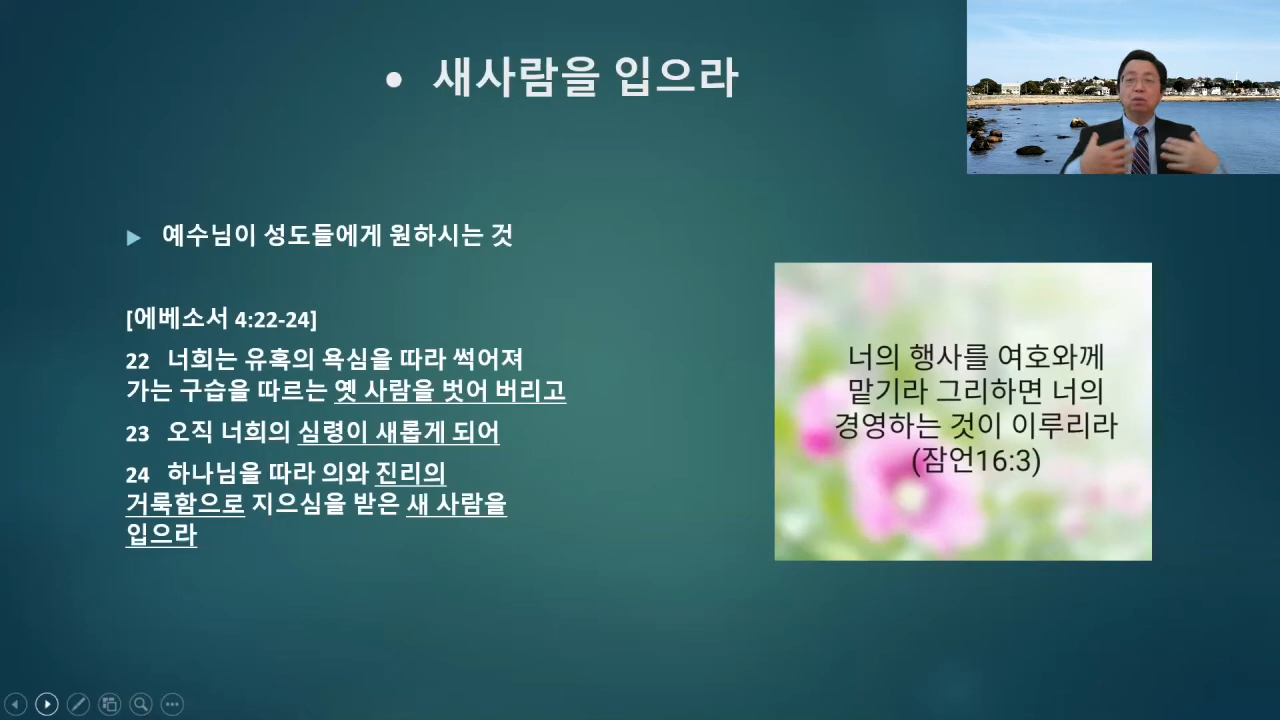 • 새사람을 입으라
예수님이 성도들에게 원하시는 것
[에베소서 4:22-24]
22 너희는 유혹의 욕심을 따라 썩어져
가는 구습을 따르는 옛 사람을 벗어 버리고
23 오직 너희의 심령이 새롭게 되어
24 하나님을 따라 의와 진리의
거룩함으로 지으심을 받은 새 사람을
입으라
너의 행사를 여호와께
맡기라 그리하면 너의
경영하는 것이 이루리라
(잠언16:3)